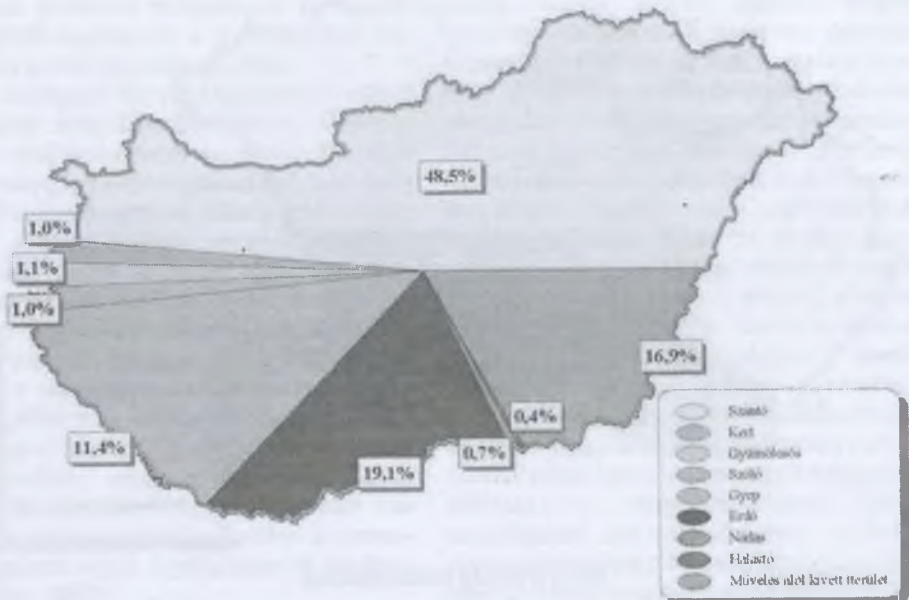 48,5%
1,0%
1,1%
1,0%
16,9%
0,4%
11,4%
0,7%
19,1%
Szántó
Kert
Gyümölcsös
Szőlő
Gyep
Erdő
Nádas
Halastó
Művelés alól kivett terület